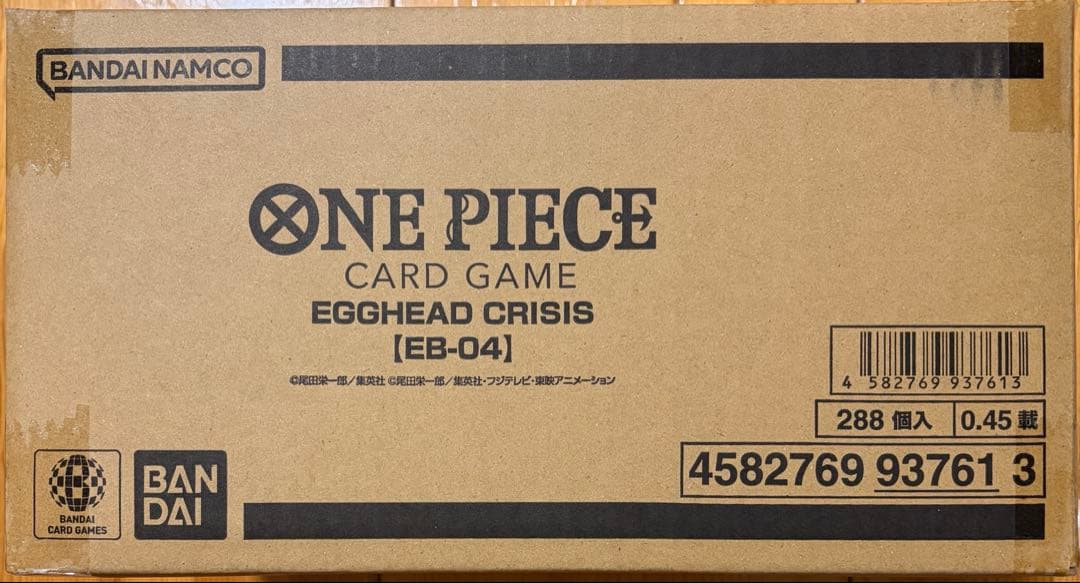 BANDAI NAMCO
ONE PIECE
CARD GAME
EGGHEAD CRISIS
【EB-04】
©尾田栄一郎／集英社 ©尾田栄一郎／集英社・フジテレビ・東映アニメーション
4 582769 937613
288 個入 0.45 載
4582769 93761 3
BANDAI
CARD GAMES
BAN
DAI